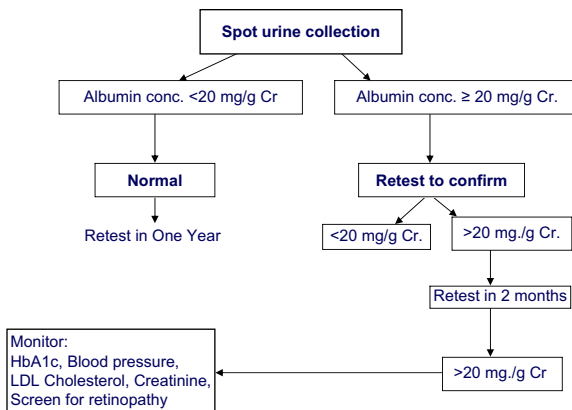 Spot urine collection
Albumin conc. <20 mg/g Cr
Albumin conc. ≥ 20 mg/g Cr.
Normal
Retest to confirm
Retest in One Year
<20 mg/g Cr.
>20 mg./g Cr.
Retest in 2 months
Monitor:
HbA1c, Blood pressure,
LDL Cholesterol, Creatinine,
Screen for retinopathy
>20 mg./g Cr